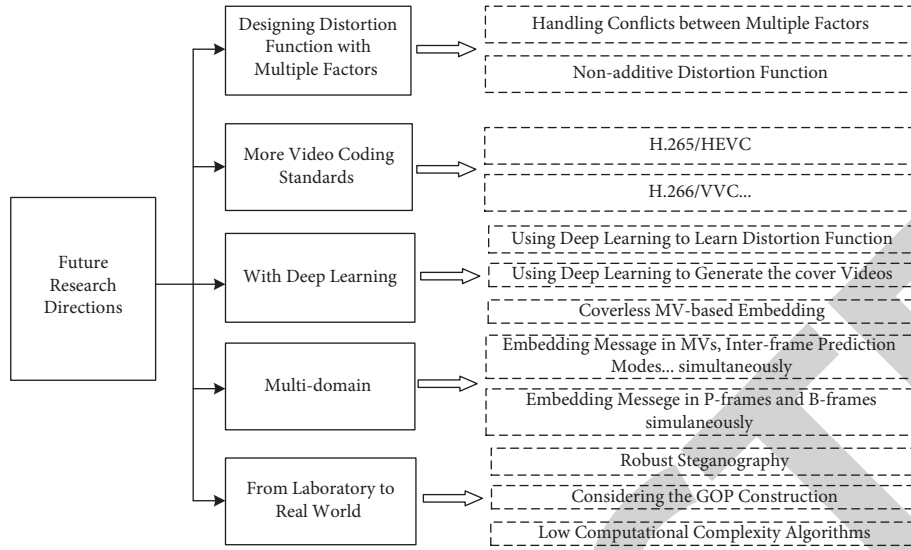 Future
Research
Directions
Designing Distortion
Function with
Multiple Factors
Handling Conflicts between Multiple Factors
Non-additive Distortion Function
More Video Coding
Standards
H.265/HEVC
H.266/VVC...
With Deep Learning
Using Deep Learning to Learn Distortion Function
Using Deep Learning to Generate the cover Videos
Coverless MV-based Embedding
Multi-domain
Embedding Message in MVs, Inter-frame Prediction
Modes... simultaneously
Embedding Messege in P-frames and B-frames
simulaneously
From Laboratory to
Real World
Robust Steganography
Considering the GOP Construction
Low Computational Complexity Algorithms